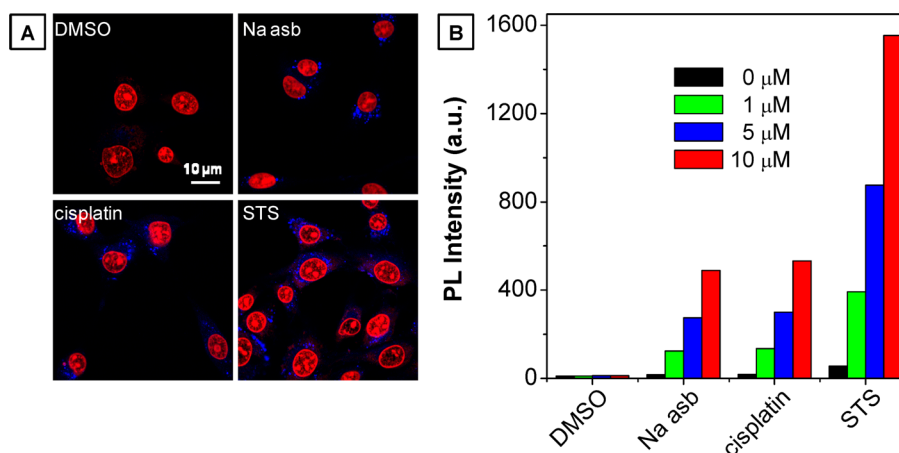 A
DMSO
Na asb
10 µm
cisplatin
STS
B
PL Intensity (a.u.)
1600
1200
800
400
0
0 µM
1 µM
5 µM
10 µM
DMSO
Na asb
cisplatin
STS